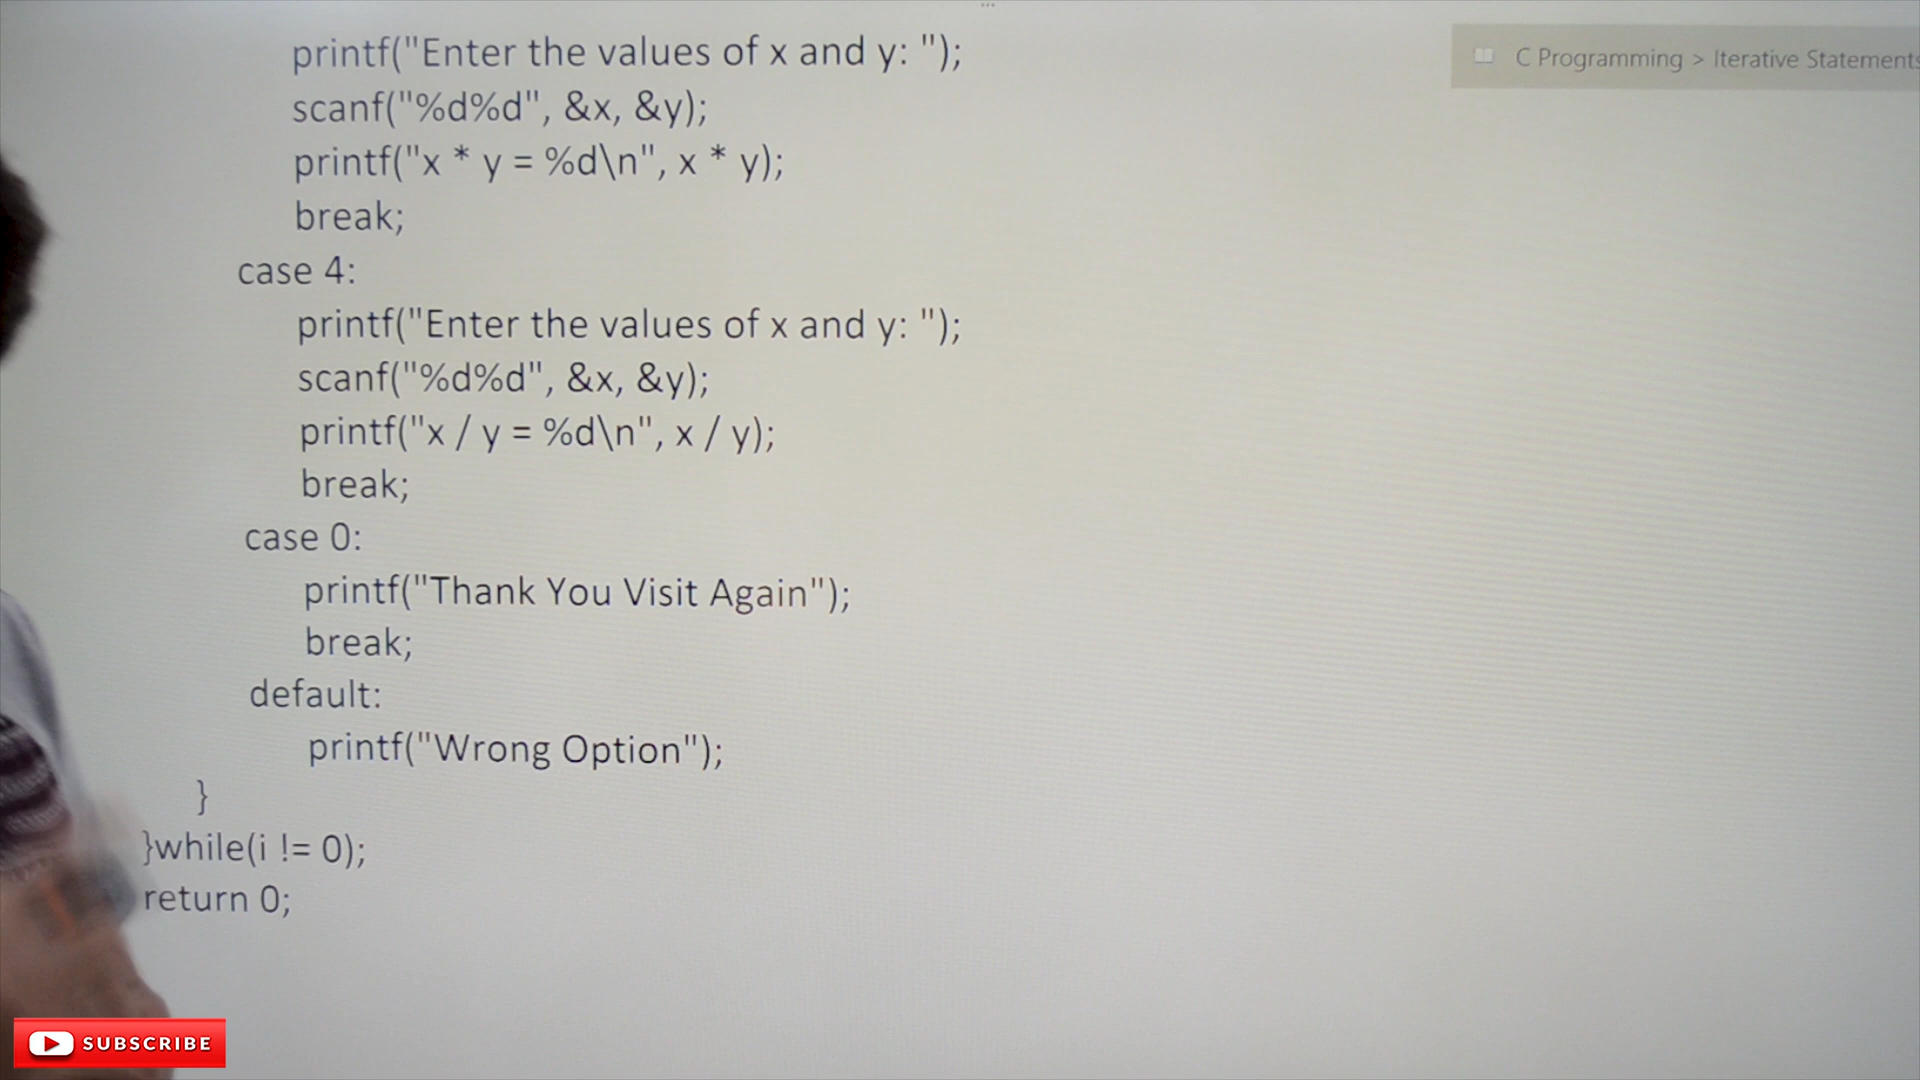 printf("Enter the values of x and y: ");
C Programming > Iterative Statements
scanf("%d%d", &x, &y);
printf("x * y = %d\n", x * y);
break;
case 4:
printf("Enter the values of x and y: ");
scanf("%d%d", &x, &y);
printf("x / y = %d\n", x / y);
break;
case 0:
printf("Thank You Visit Again");
break;
default:
printf("Wrong Option");
}
}while(i != 0);
return 0;
SUBSCRIBE